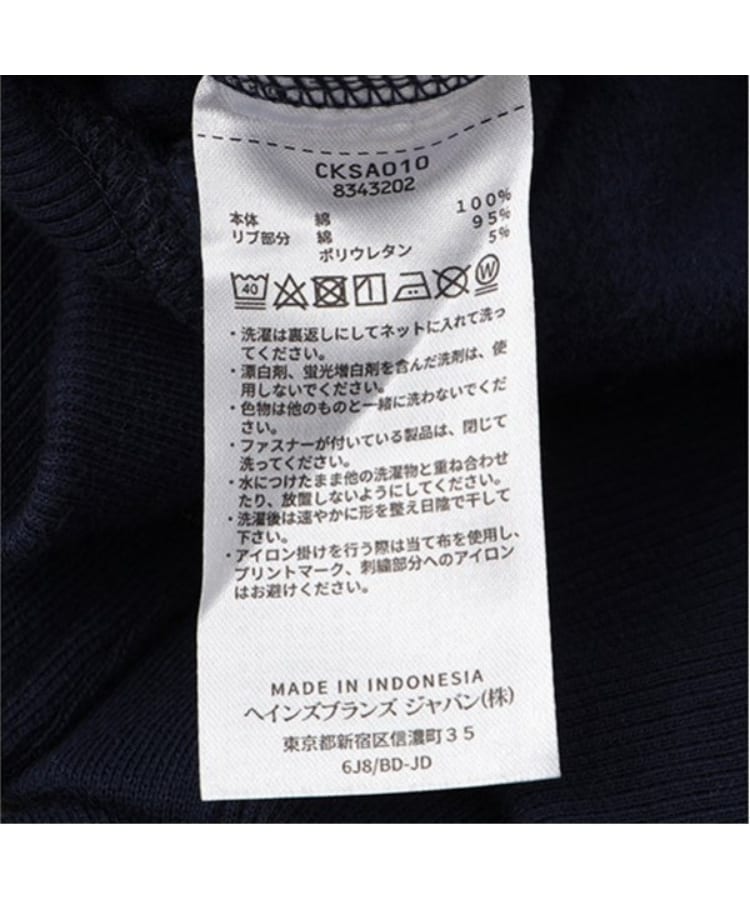 CKSA010
8343202
本体 綿 100%
リブ部分 綿 95%
ポリウレタン 5%
40 W
・洗濯は裏返しにしてネットに入れて洗っ
てください。
・漂白剤、蛍光増白剤を含んだ洗剤は、使
用しないでください。
・色物は他のものと一緒に洗わないでくだ
さい。
・ファスナーが付いている製品は、閉じて
洗ってください。
・水につけたまま他の洗濯物と重ね合わせ
たり、放置しないようにしてください。
・洗濯後は速やかに形を整え日陰で干して
下さい。
・アイロン掛けを行う際は当て布を使用し、
プリントマーク、刺繍部分へのアイロン
はお避けください。
MADE IN INDONESIA
ヘインズブランズ ジャパン(株)
東京都新宿区信濃町35
6J8/BD-JD